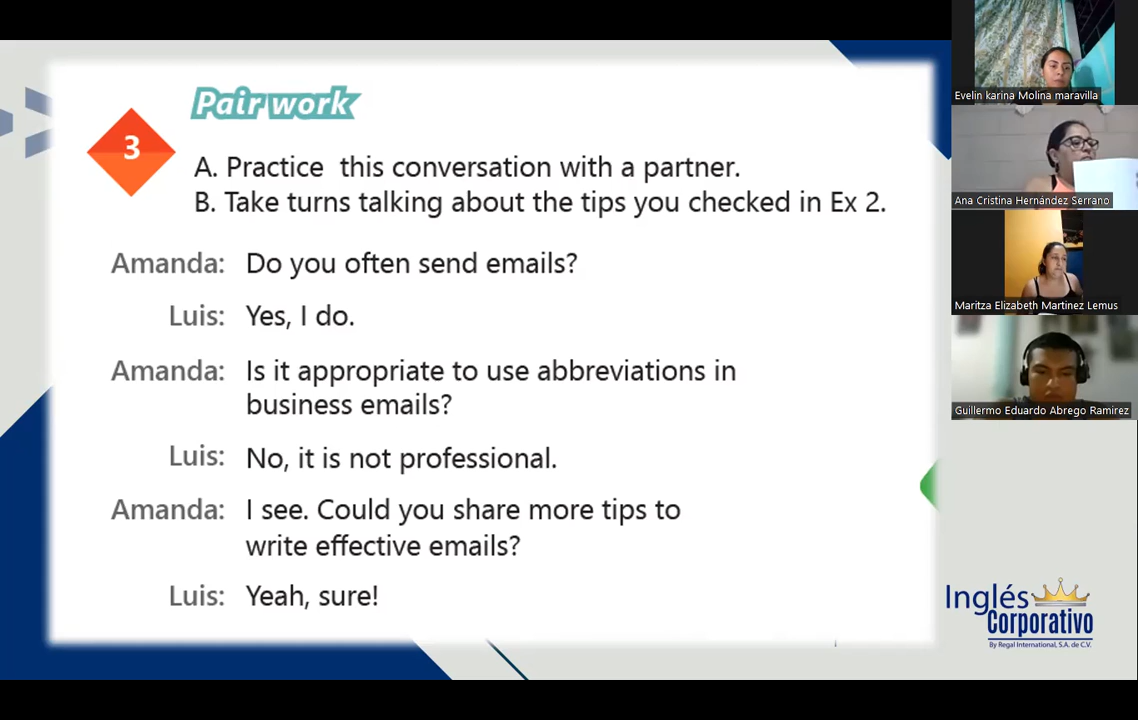 Pair work
3
A. Practice this conversation with a partner.
B. Take turns talking about the tips you checked in Ex 2.
Amanda: Do you often send emails?
Luis: Yes, I do.
Amanda: Is it appropriate to use abbreviations in
business emails?
Luis: No, it is not professional.
Amanda: I see. Could you share more tips to
write effective emails?
Luis: Yeah, sure!
Evelin karina Molina maravilla
Ana Cristina Hernández Serrano
Maritza Elizabeth Martinez Lemus
Guillermo Eduardo Abrego Ramirez
Inglés
Corporativo
By Regal International, S.A. de C.V.